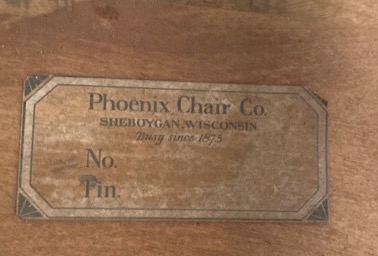 Phoenix Chair Co.
SHEBOYGAN, WISCONSIN
Busy since 1875
No.
Fin.